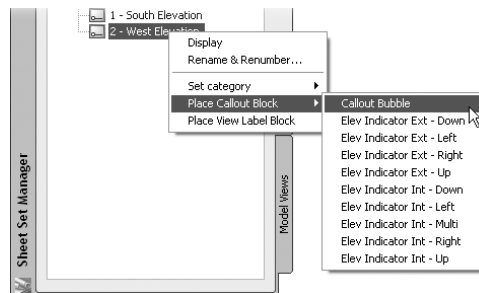 1 - South Elevation
2 - West Elevation
Display
Rename & Renumber...
Set category
Place Callout Block
Place View Label Block
Callout Bubble
Elev Indicator Ext - Down
Elev Indicator Ext - Left
Elev Indicator Ext - Right
Elev Indicator Ext - Up
Elev Indicator Int - Down
Elev Indicator Int - Left
Elev Indicator Int - Multi
Elev Indicator Int - Right
Elev Indicator Int - Up
Model Views
Sheet Set Manager